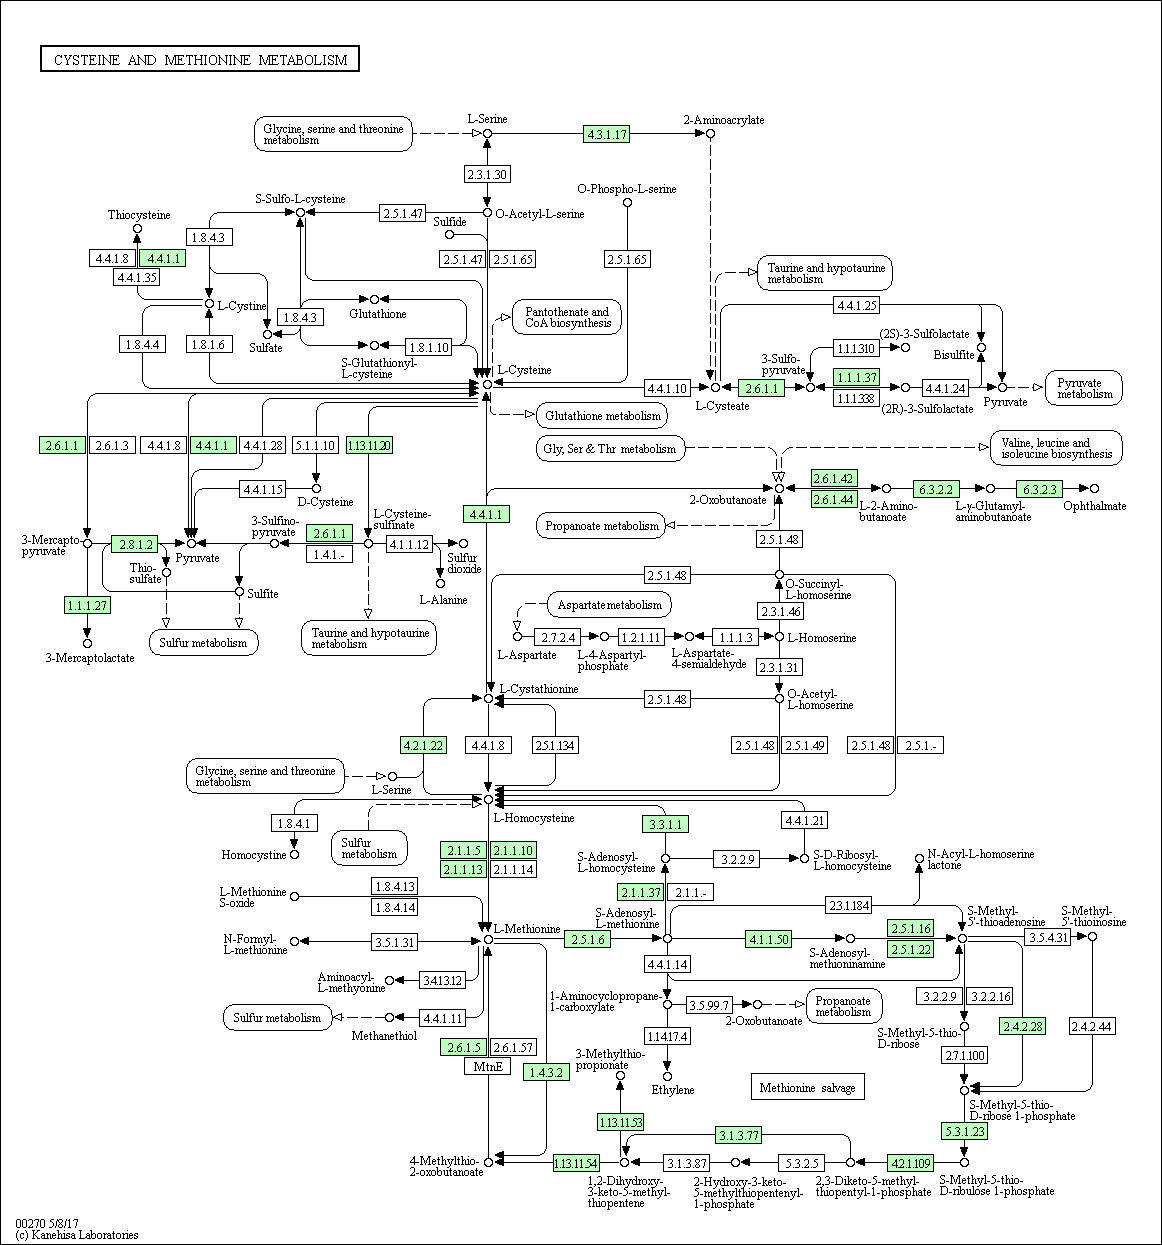 CYSTEINE AND METHIONINE METABOLISM
L-Serine
2-Aminoacrylate
Glycine, serine and threonine
metabolism
4.3.1.17
2.3.1.30
O-Phospho-L-serine
S-Sulfo-L-cysteine
Thiocysteine
2.5.1.47
O-Acetyl-L-serine
Sulfide
1.8.4.3
4.4.1.8
4.4.1.1
2.5.1.47
2.5.1.65
2.5.1.65
4.4.1.35
Taurine and hypotaurine
metabolism
L-Cystine
4.4.1.25
1.8.4.3
Glutathione
Pantothenate and
CoA biosynthesis
1.8.4.4
1.8.1.6
Sulfate
1.8.1.10
S-Glutathionyl-
L-cysteine
L-Cysteine
(2S)-3-Sulfolactate
1.1.1310
Bisulfite
3-Sulfo-
pyruvate
4.4.1.10
2.6.1.1
1.1.1.37
1.1.1338
4.4.1.24
L-Cysteate
(2R)-3-Sulfolactate
Pyruvate
Pyruvate
metabolism
Glutathione metabolism
2.6.1.1
2.6.1.3
4.4.1.8
4.4.1.1
4.4.1.28
5.1.1.10
1.13.11.20
Gly, Ser & Thr metabolism
Valine, leucine and
isoleucine biosynthesis
4.4.1.15
D-Cysteine
2-Oxobutanoate
2.6.1.42
2.6.1.44
6.3.2.2
6.3.2.3
L-2-Amino-
butanoate
L-γ-Glutamyl-
aminobutanoate
Ophthalmate
4.4.1.1
Propanoate metabolism
3-Mercapto
pyruvate
2.8.1.2
Pyruvate
3-Sulfino-
pyruvate
2.6.1.1
1.4.1.-
L-Cysteine-
sulfinate
4.1.1.12
Sulfur
dioxide
2.5.1.48
Thio-
sulfate
Sulfite
L-Alanine
2.5.1.48
O-Succinyl-
L-homoserine
1.1.1.27
Aspartate metabolism
2.3.1.46
3-Mercaptolactate
Sulfur metabolism
Taurine and hypotaurine
metabolism
2.7.2.4
1.2.1.11
1.1.1.3
L-Homoserine
L-Aspartate
L-4-Aspartyl-
phosphate
L-Aspartate-
4-semialdehyde
2.3.1.31
L-Cystathionine
2.5.1.48
O-Acetyl-
L-homoserine
4.2.1.22
4.4.1.8
2.5.1.134
2.5.1.48
2.5.1.49
2.5.1.48
2.5.1.-
Glycine, serine and threonine
metabolism
L-Serine
L-Homocysteine
1.8.4.1
3.3.1.1
4.4.1.21
Sulfur
metabolism
Homocystine
2.1.1.5
2.1.1.10
2.1.1.13
2.1.1.14
S-Adenosyl-
L-homocysteine
3.2.2.9
S-D-Ribosyl-
L-homocysteine
N-Acyl-L-homoserine
lactone
L-Methionine
S-oxide
1.8.4.13
1.8.4.14
2.1.1.37
2.1.1.-
23.1.184
N-Formyl-
L-methionine
3.5.1.31
L-Methionine
2.5.1.6
S-Adenosyl-
L-methionine
4.1.1.50
S-Adenosyl-
methioninamine
2.5.1.16
2.5.1.22
S-Methyl-
5'-thioadenosine
3.5.4.31
S-Methyl-
5'-thioinosine
4.4.1.14
Aminoacyl-
L-methyonine
3.413.12
3.2.2.9
3.2.2.16
1-Aminocyclopropane-
1-carboxylate
3.5.99.7
2-Oxobutanoate
Propanoate
metabolism
Sulfur metabolism
Methanethiol
4.4.1.11
1.1417.4
S-Methyl-5-thio-
D-ribose
2.4.2.28
2.4.2.44
2.6.1.5
2.6.1.57
MtnE
1.4.3.2
3-Methylthio-
propionate
Ethylene
2.7.1.100
Methionine salvage
S-Methyl-5-thio-
D-ribose 1-phosphate
1.13.11.53
3.1.3.77
5.3.1.23
4-Methylthio-
2-oxobutanoate
1.13.11.54
3.1.3.87
5.3.2.5
4.2.1.109
1,2-Dihydroxy-
3-keto-5-methyl-
thiopentene
2-Hydroxy-3-keto-
5-methylthiopentenyl-
1-phosphate
2,3-Diketo-5-methyl-
thiopentyl-1-phosphate
S-Methyl-5-thio-
D-ribulose 1-phosphate
00270 5/8/17
(c) Kanehisa Laboratories